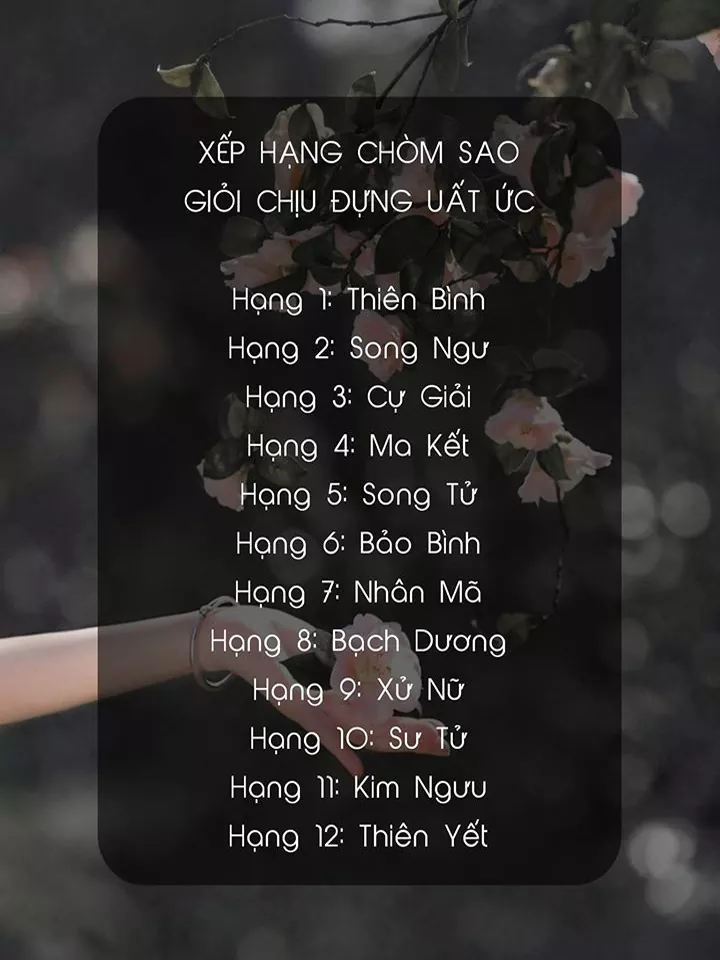 XẾP HẠNG CHÒM SAO
GIỎI CHỊU ĐỰNG UẤT ỨC
Hạng 1: Thiên Bình
Hạng 2: Song Ngư
Hạng 3: Cự Giải
Hạng 4: Ma Kết
Hạng 5: Song Tử
Hạng 6: Bảo Bình
Hạng 7: Nhân Mã
Hạng 8: Bạch Dương
Hạng 9: Xử Nữ
Hạng 10: Sư Tử
Hạng 11: Kim Ngưu
Hạng 12: Thiên Yết